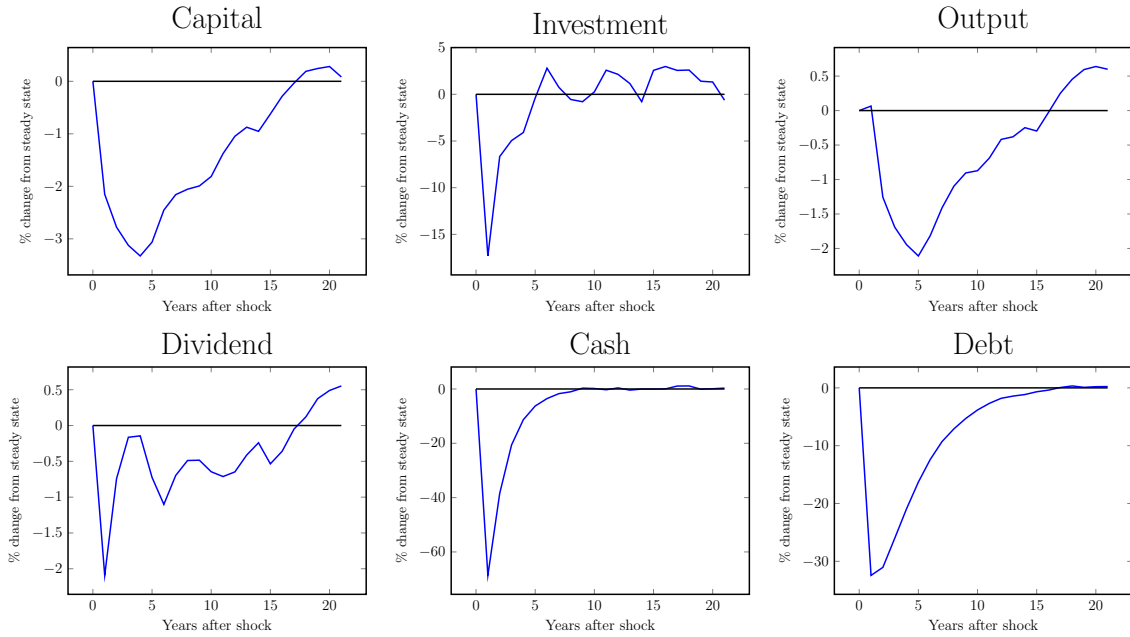 Capital
% change from steady state
0
−1
−2
−3
0 5 10 15 20
Years after shock
Investment
% change from steady state
5
0
−5
−10
−15
0 5 10 15 20
Years after shock
Output
% change from steady state
0.5
0
−0.5
−1
−1.5
−2
0 5 10 15 20
Years after shock
Dividend
% change from steady state
0.5
0
−0.5
−1
−1.5
−2
0 5 10 15 20
Years after shock
Cash
% change from steady state
0
−20
−40
−60
0 5 10 15 20
Years after shock
Debt
% change from steady state
0
−10
−20
−30
0 5 10 15 20
Years after shock